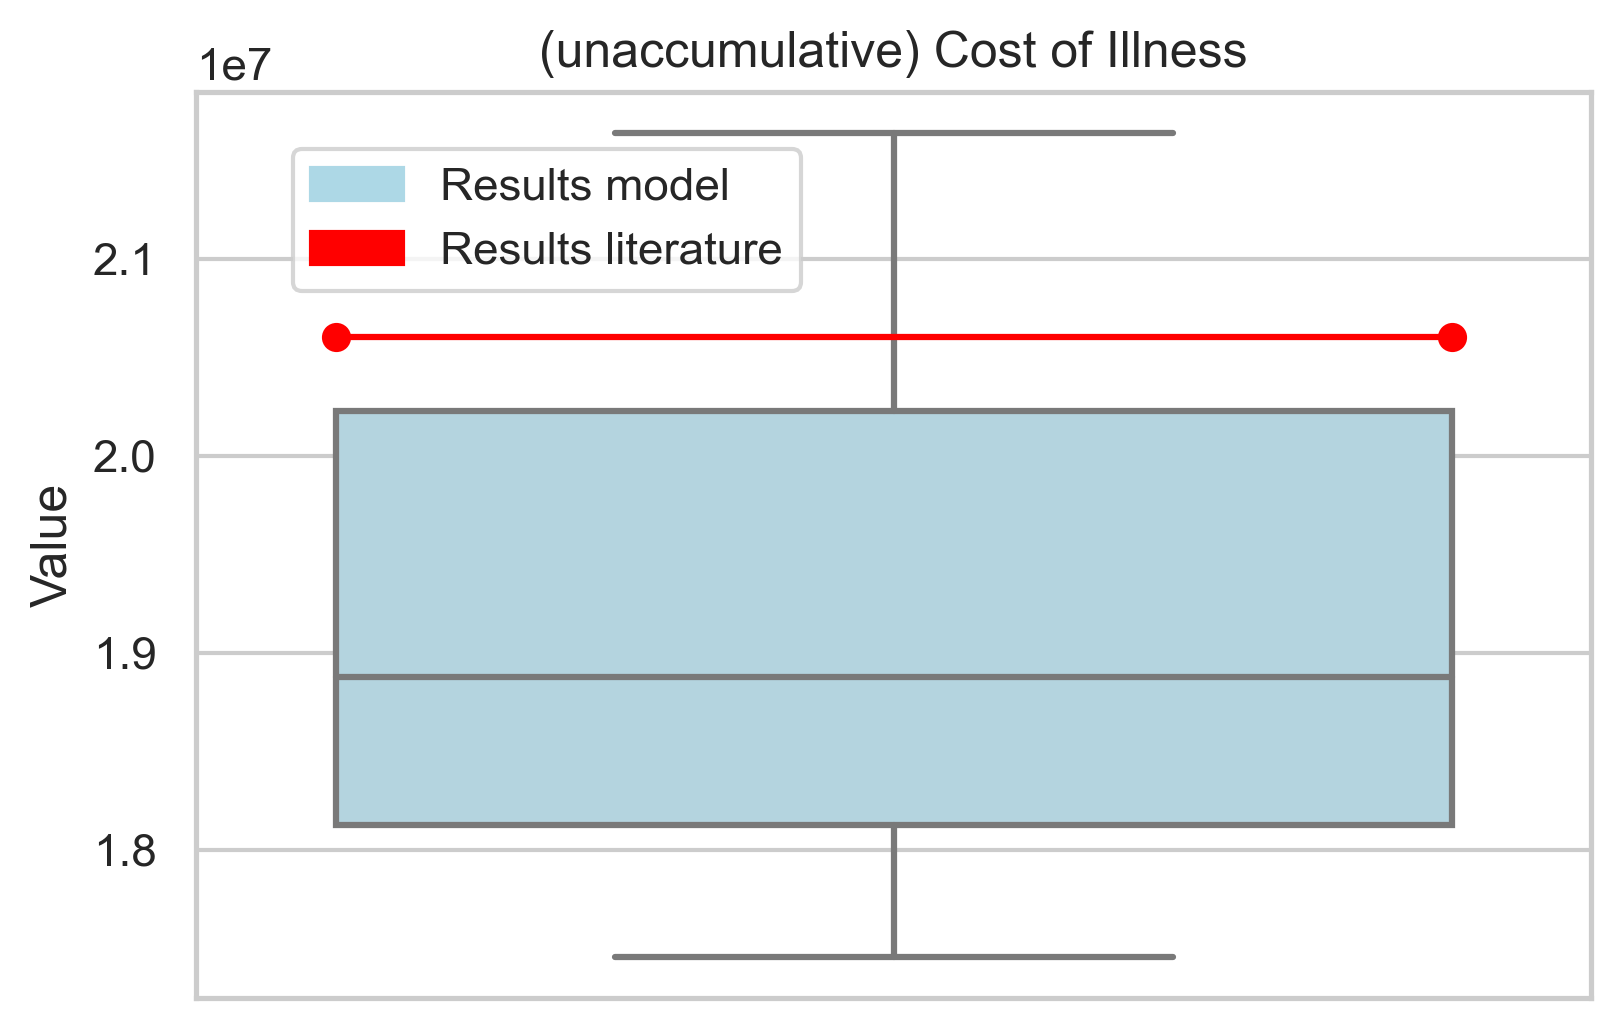 (unaccumulative) Cost of Illness
1e7
Results model
Results literature
2.1
2.0
1.9
1.8
Value